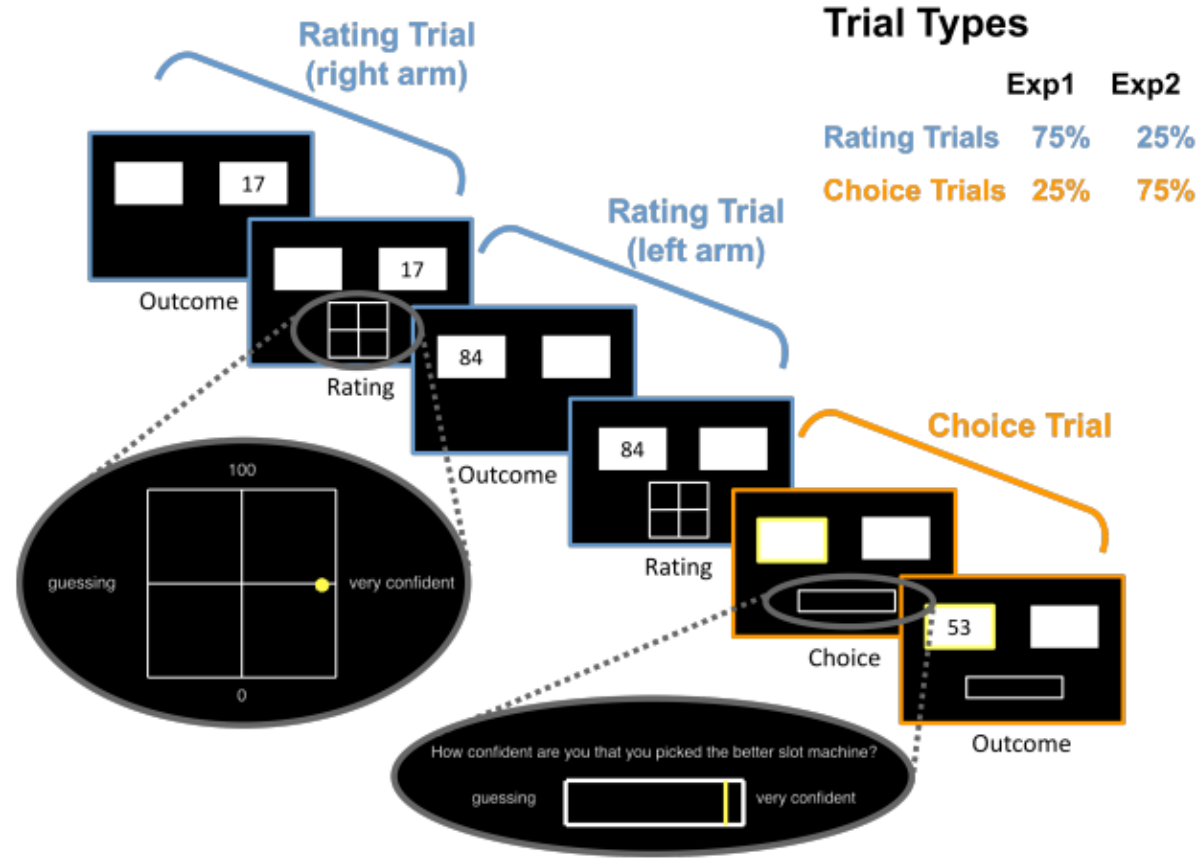 Trial Types
Exp1 Exp2
Rating Trials 75% 25%
Choice Trials 25% 75%
Rating Trial
(right arm)
17
Outcome
17
Rating
Rating Trial
(left arm)
84
Outcome
84
Rating
Choice Trial
Choice
53
Outcome
100
guessing
very confident
0
How confident are you that you picked the better slot machine?
guessing
very confident